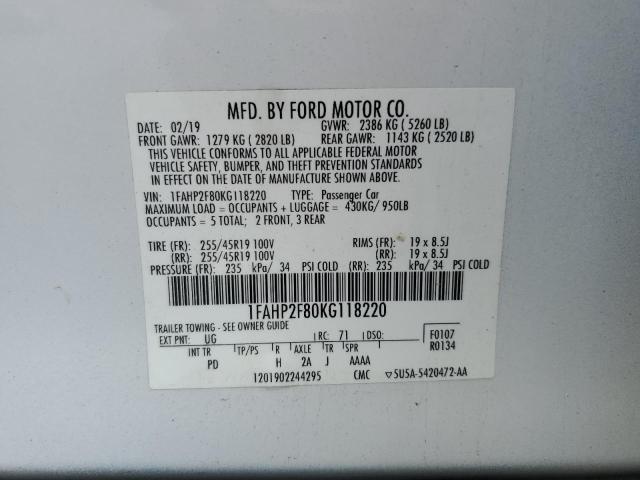 MFD. BY FORD MOTOR CO.
DATE: 02/19 GVWR: 2386 KG ( 5260 LB)
FRONT GAWR: 1279 KG ( 2820 LB) REAR GAWR: 1143 KG ( 2520 LB)
THIS VEHICLE CONFORMS TO ALL APPLICABLE FEDERAL MOTOR
VEHICLE SAFETY, BUMPER, AND THEFT PREVENTION STANDARDS
IN EFFECT ON THE DATE OF MANUFACTURE SHOWN ABOVE.
VIN: 1FAHP2F80KG118220 TYPE: Passenger Car
MAXIMUM LOAD = OCCUPANTS + LUGGAGE = 430KG/ 950LB
OCCUPANTS = 5 TOTAL; 2 FRONT, 3 REAR
TIRE (FR): 255/45R19 100V RIMS (FR): 19 x 8.5J
(RR): 255/45R19 100V (RR): 19 x 8.5J
PRESSURE (FR): 235 kPa/ 34 PSI COLD (RR): 235 kPa/ 34 PSI COLD
1FAHP2F80KG118220
TRAILER TOWING - SEE OWNER GUIDE
EXT PNT: UG RC: 71 DSO: F0107
R0134
INT TR TP/PS R AXLE TR SPR
PD H 2A J AAAA
1201902244295 CMC ▽5U5A-5420472-AA